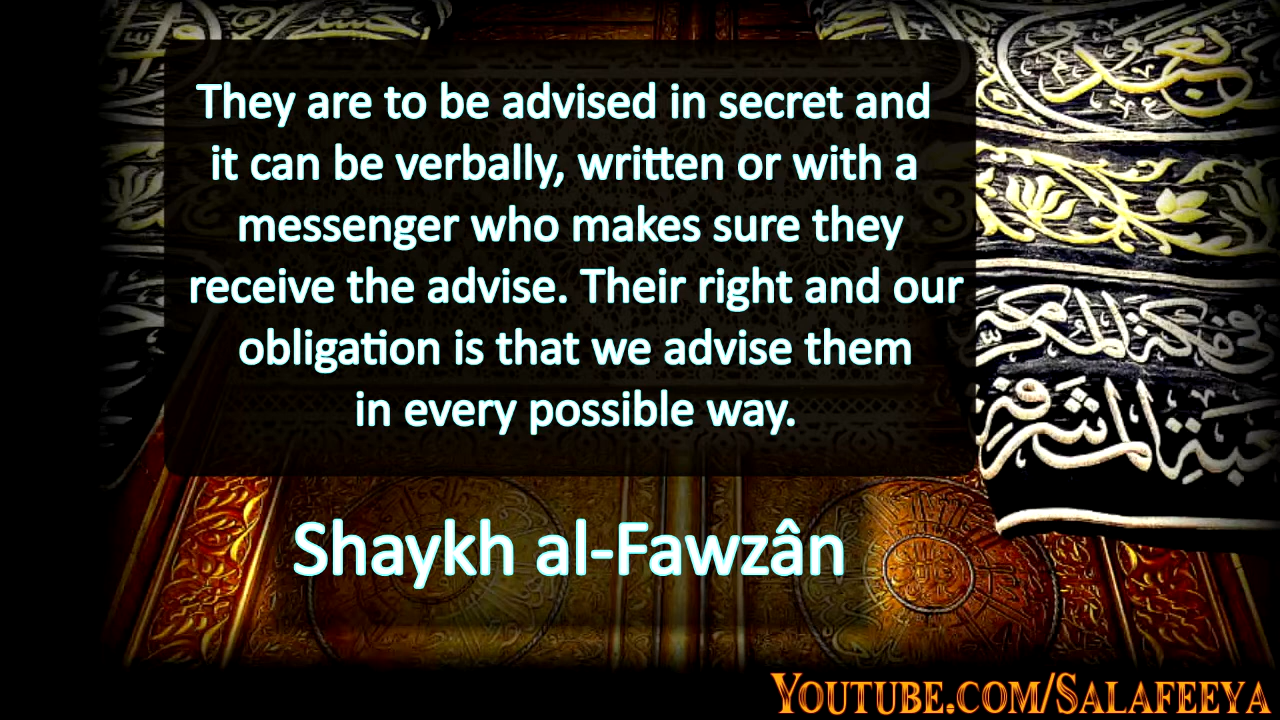 They are to be advised in secret and
it can be verbally, written or with a
messenger who makes sure they
receive the advise. Their right and our
obligation is that we advise them
in every possible way.
Shaykh al-Fawzân
YOUTUBE.COM/SALAFEEYA
المكر
المشرفة